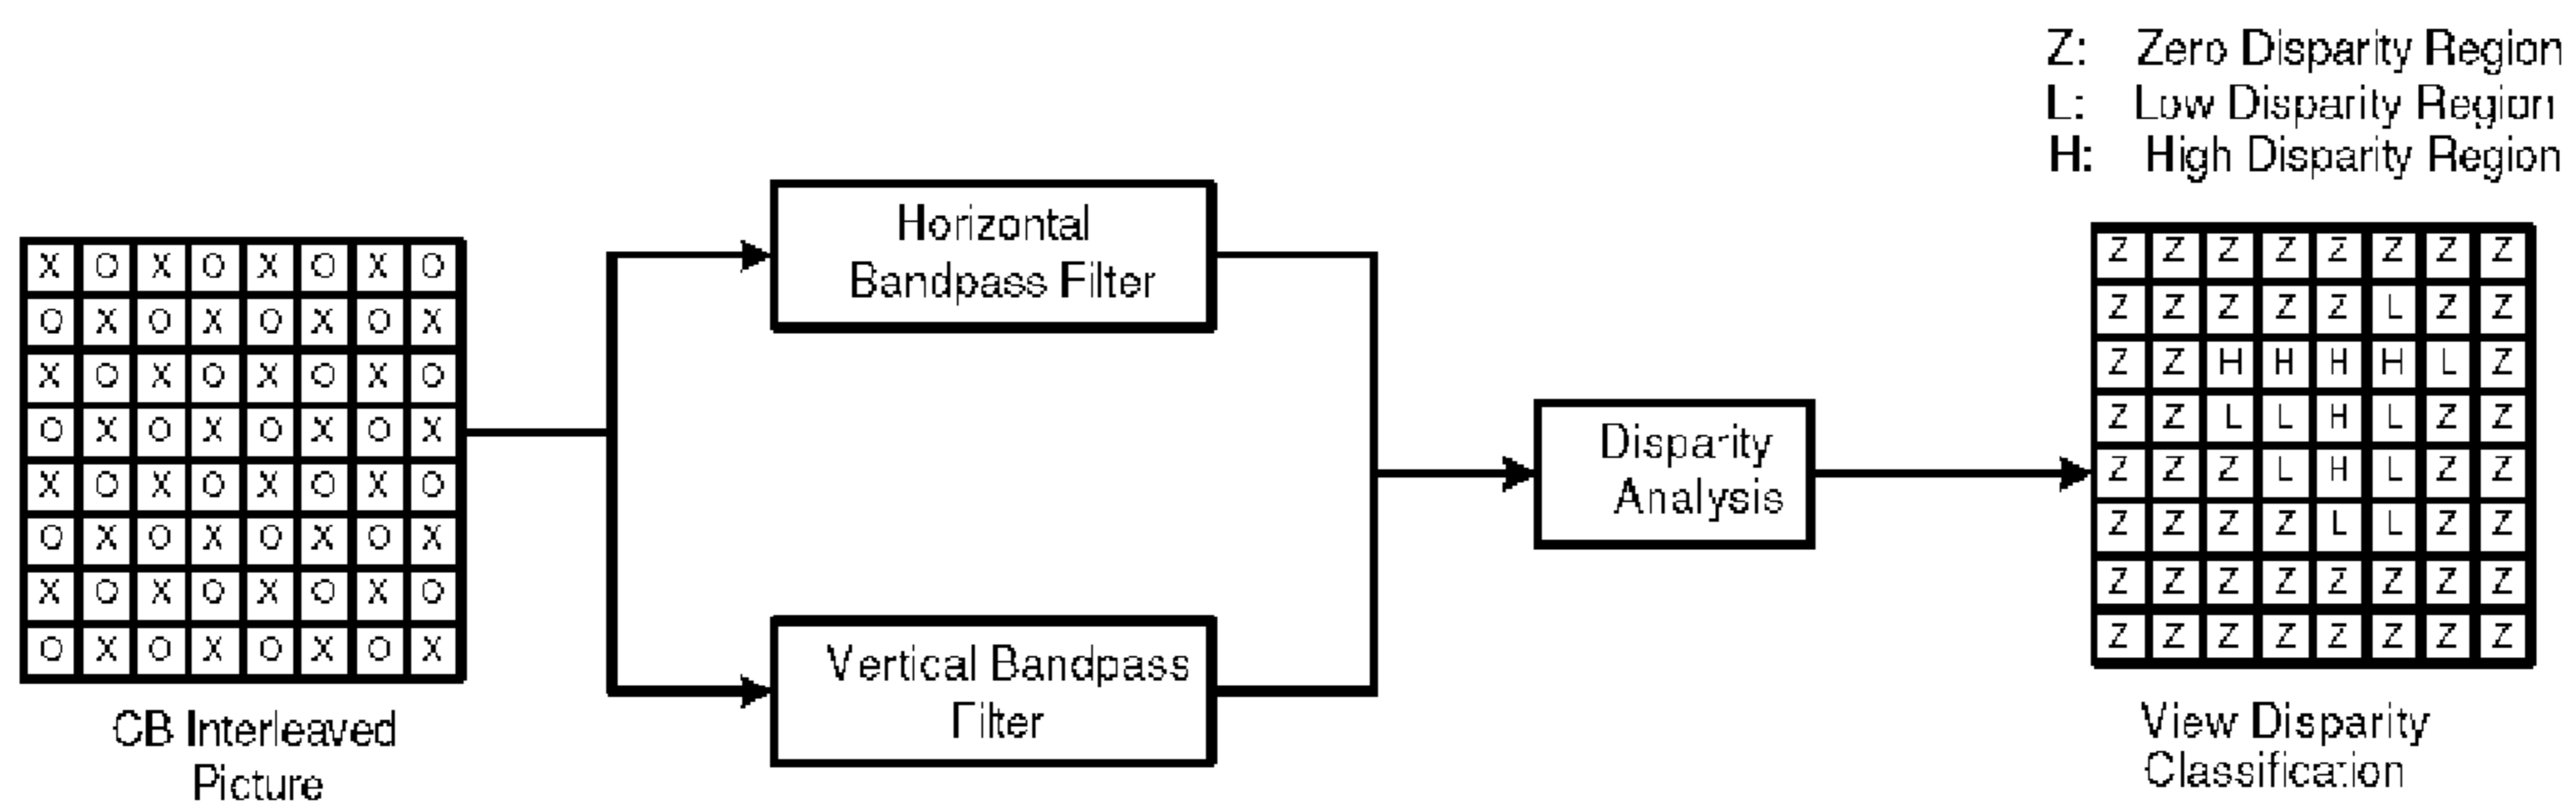 Z: Zero Disparity Region
L: Low Disparity Region
H: High Disparity Region
X O X O X O X O
O X O X O X O X
X O X O X O X O
O X O X O X O X
X O X O X O X O
O X O X O X O X
X O X O X O X O
O X O X O X O X
CB Interleaved
Picture
Horizontal
Bandpass Filter
Vertical Bandpass
Filter
Disparity
Analysis
Z Z Z Z Z Z Z Z
Z Z Z Z Z L Z Z
Z Z H H H H L Z
Z Z L L H L Z Z
Z Z Z L H L Z Z
Z Z Z Z L L Z Z
Z Z Z Z Z Z Z Z
Z Z Z Z Z Z Z Z
View Disparity
Classification